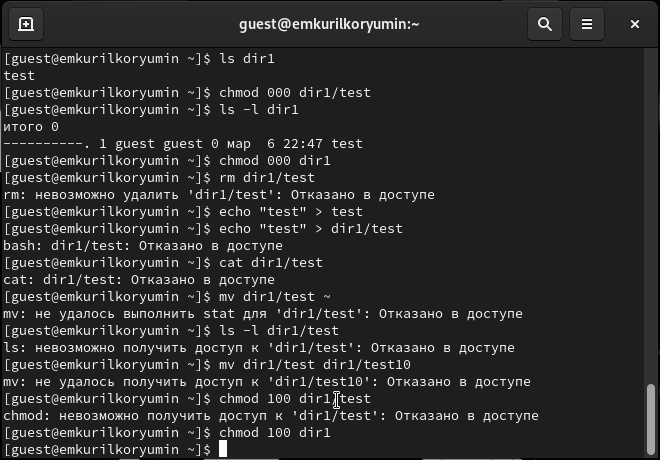 guest@emkurilkoryumin:~
[guest@emkurilkoryumin ~]$ ls dir1
test
[guest@emkurilkoryumin ~]$ chmod 000 dir1/test
[guest@emkurilkoryumin ~]$ ls -l dir1
итого 0
----------. 1 guest guest 0 мар  6 22:47 test
[guest@emkurilkoryumin ~]$ chmod 000 dir1
[guest@emkurilkoryumin ~]$ rm dir1/test
rm: невозможно удалить 'dir1/test': Отказано в доступе
[guest@emkurilkoryumin ~]$ echo "test" > test
[guest@emkurilkoryumin ~]$ echo "test" > dir1/test
bash: dir1/test: Отказано в доступе
[guest@emkurilkoryumin ~]$ cat dir1/test
cat: dir1/test: Отказано в доступе
[guest@emkurilkoryumin ~]$ mv dir1/test ~
mv: не удалось выполнить stat для 'dir1/test': Отказано в доступе
[guest@emkurilkoryumin ~]$ ls -l dir1/test
ls: невозможно получить доступ к 'dir1/test': Отказано в доступе
[guest@emkurilkoryumin ~]$ mv dir1/test dir1/test10
mv: не удалось получить доступ к 'dir1/test10': Отказано в доступе
[guest@emkurilkoryumin ~]$ chmod 100 dir1/test
chmod: невозможно получить доступ к 'dir1/test': Отказано в доступе
[guest@emkurilkoryumin ~]$ chmod 100 dir1
[guest@emkurilkoryumin ~]$